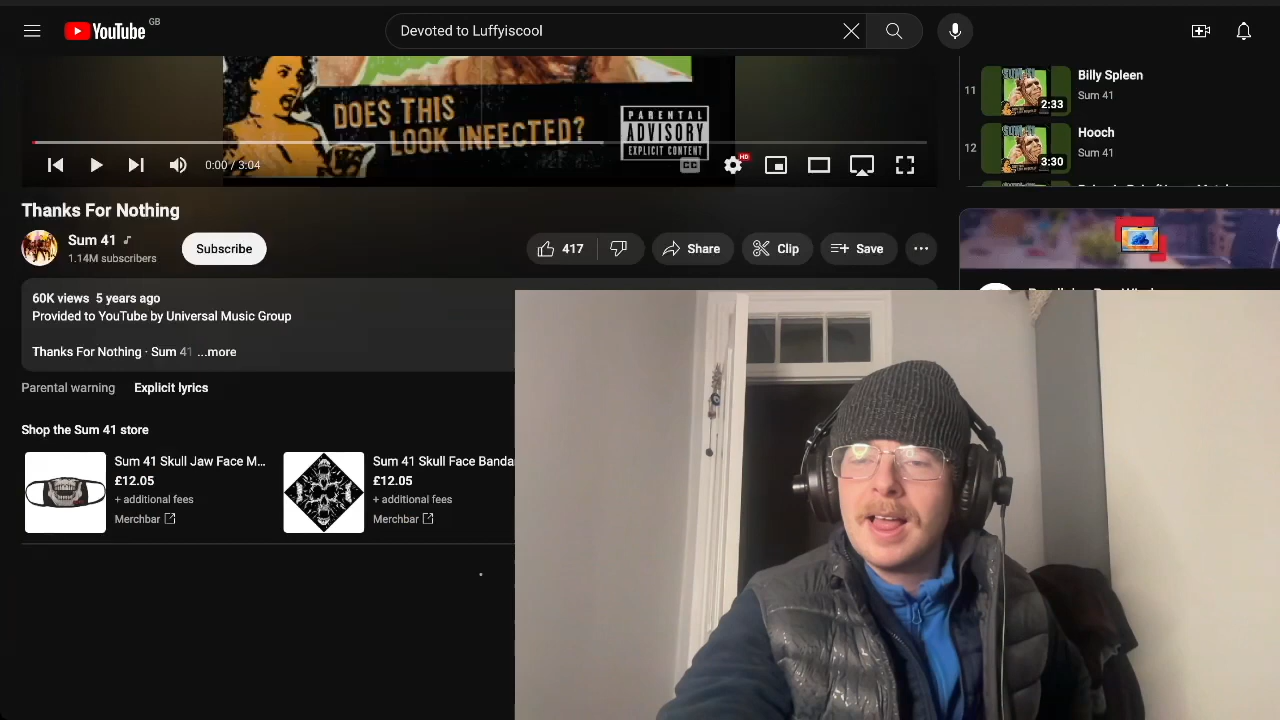 YouTube GB
Devoted to Luffyiscool
DOES THIS
LOOK INFECTED?
PARENTAL
ADVISORY
EXPLICIT CONTENT
0:00 / 3:04
CC
HD
11
2:33
Billy Spleen
Sum 41
12
3:30
Hooch
Sum 41
Thanks For Nothing
Sum 41
1.14M subscribers
Subscribe
417
Share
Clip
Save
60K views 5 years ago
Provided to YouTube by Universal Music Group
Thanks For Nothing · Sum 41 ...more
Parental warning
Explicit lyrics
Shop the Sum 41 store
Sum 41 Skull Jaw Face M...
£12.05
+ additional fees
Merchbar
Sum 41 Skull Face Banda
£12.05
+ additional fees
Merchbar